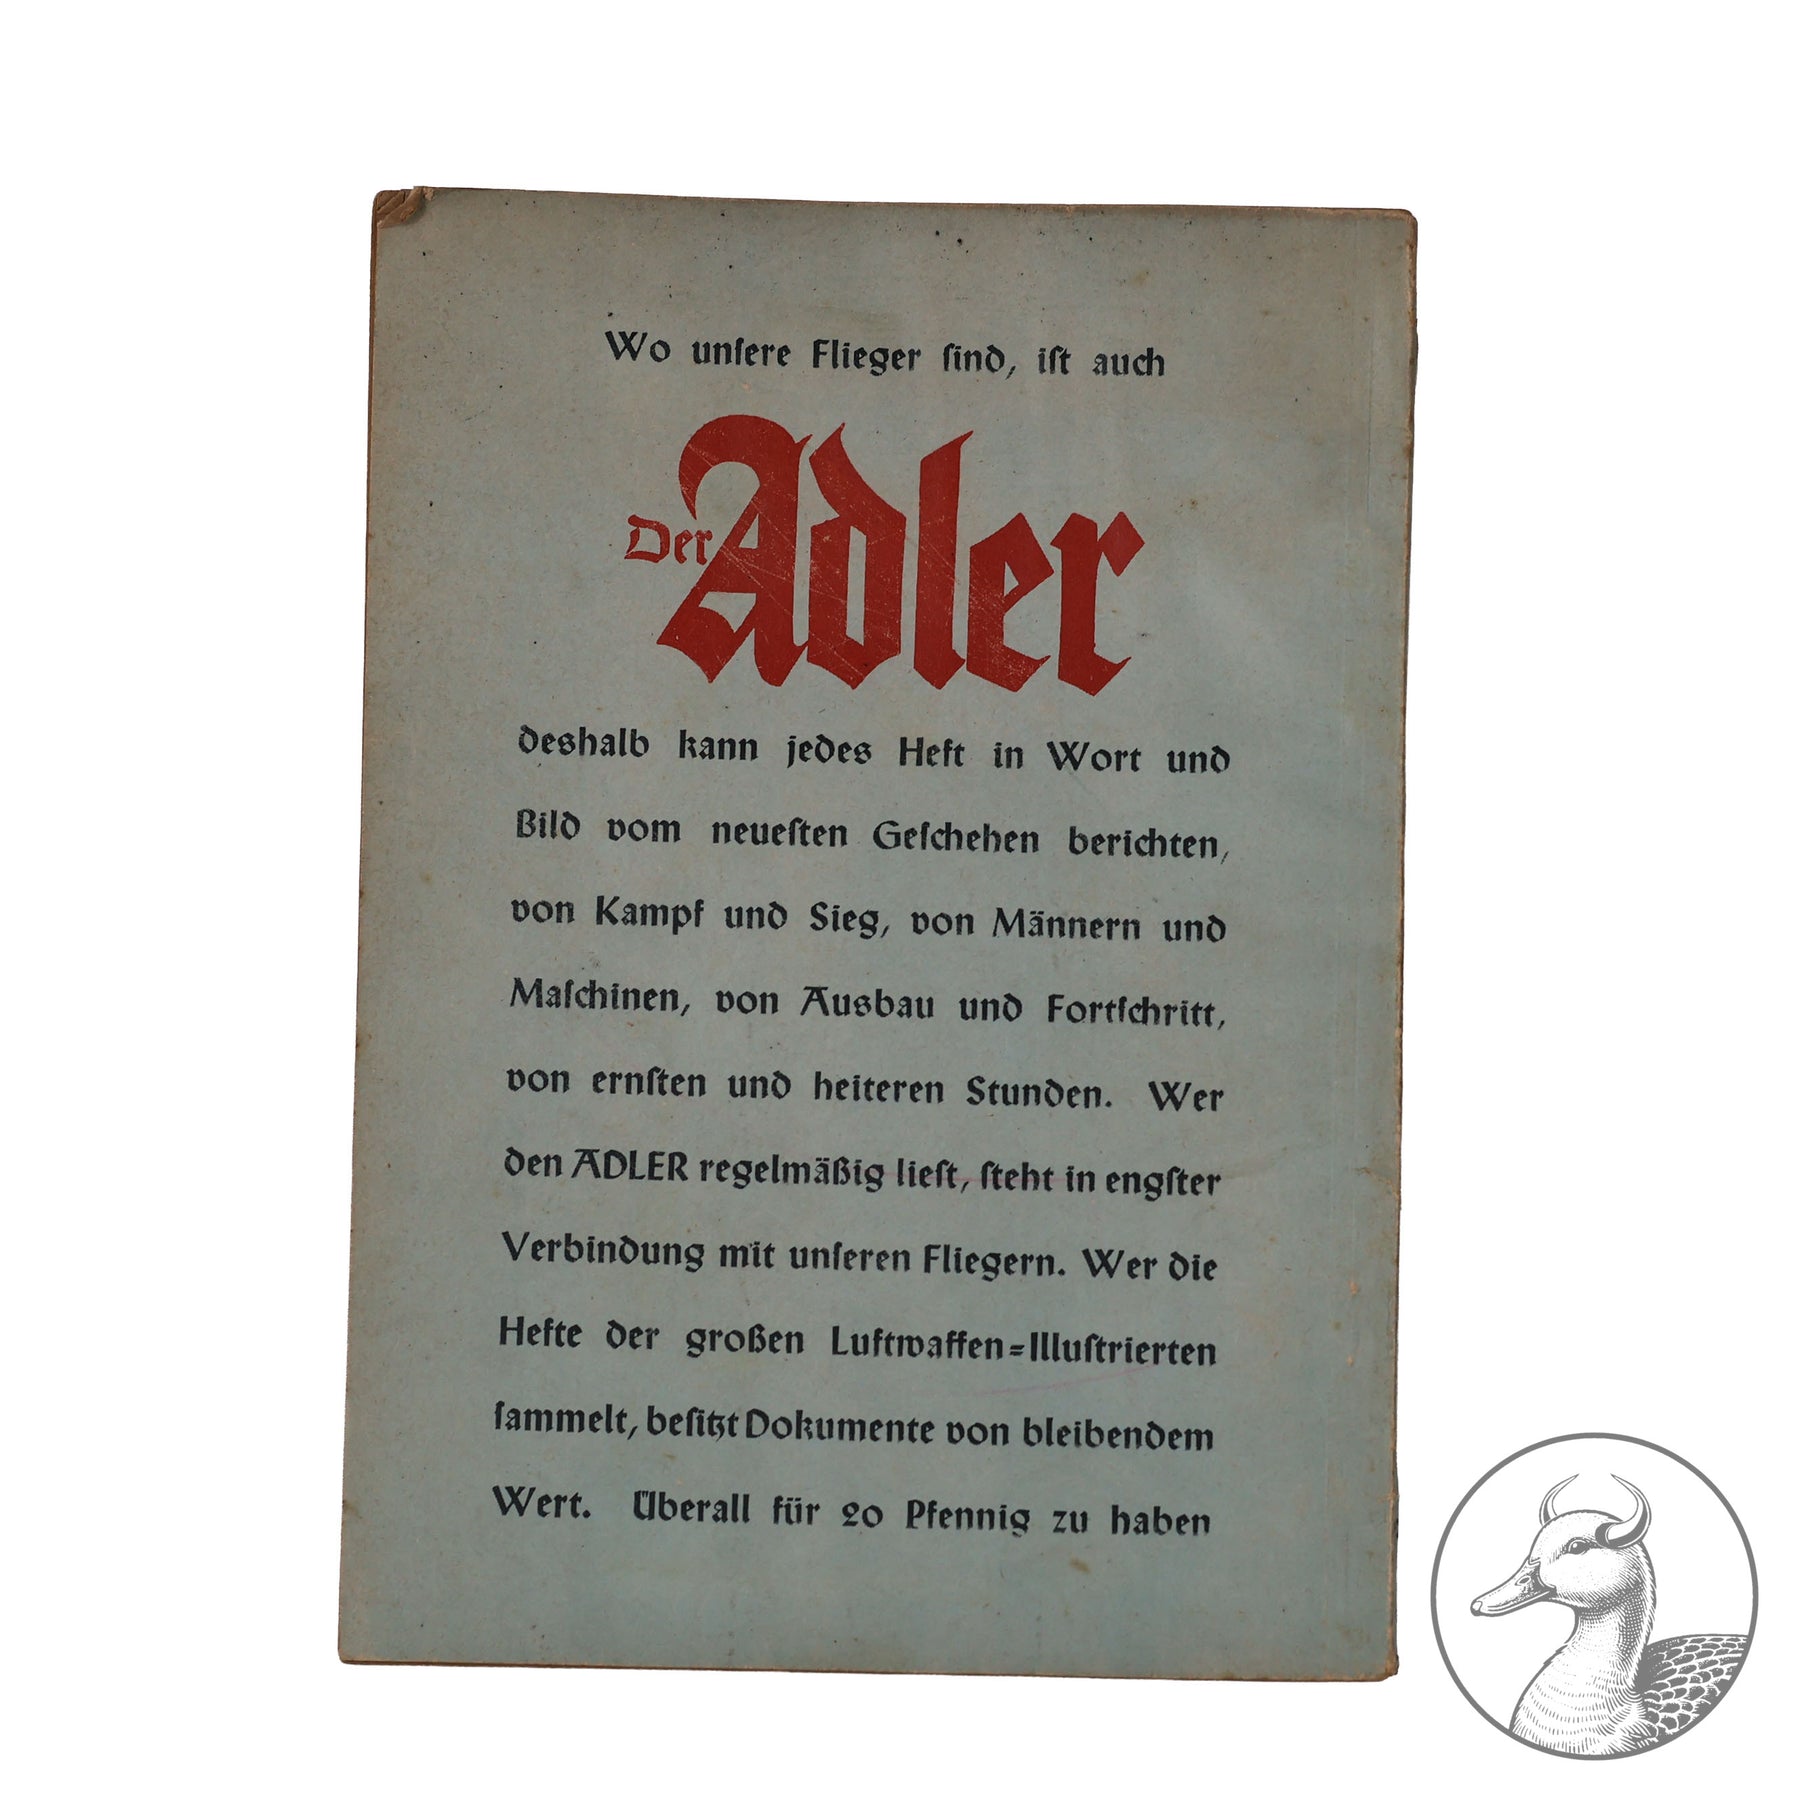 Wo unſere Flieger ſind, iſt auch
Der Adler
deshalb kann jedes Heft in Wort und
Bild vom neueſten Geſchehen berichten,
von Kampf und Sieg, von Männern und
Maſchinen, von Ausbau und Fortſchritt,
von ernſten und heiteren Stunden. Wer
den ADLER regelmäßig lieſt, ſteht in engſter
Verbindung mit unſeren Fliegern. Wer die
Hefte der großen Luftwaffen=Illuſtrierten
ſammelt, beſitzt Dokumente von bleibendem
Wert. Überall für 20 Pfennig zu haben